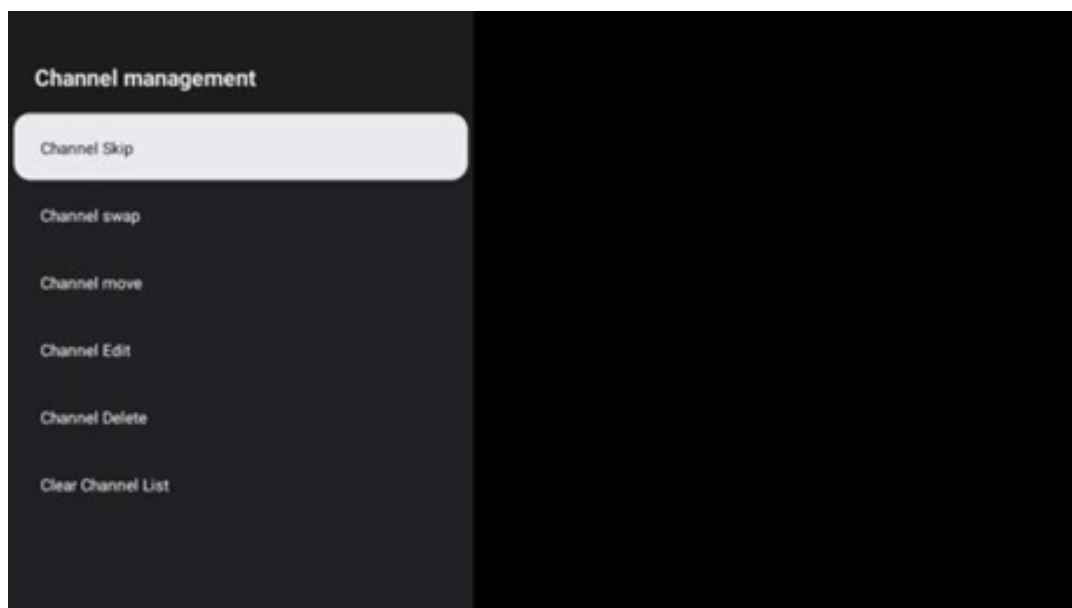 Channel management
Channel Skip
Channel swap
Channel move
Channel Edit
Channel Delete
Clear Channel List